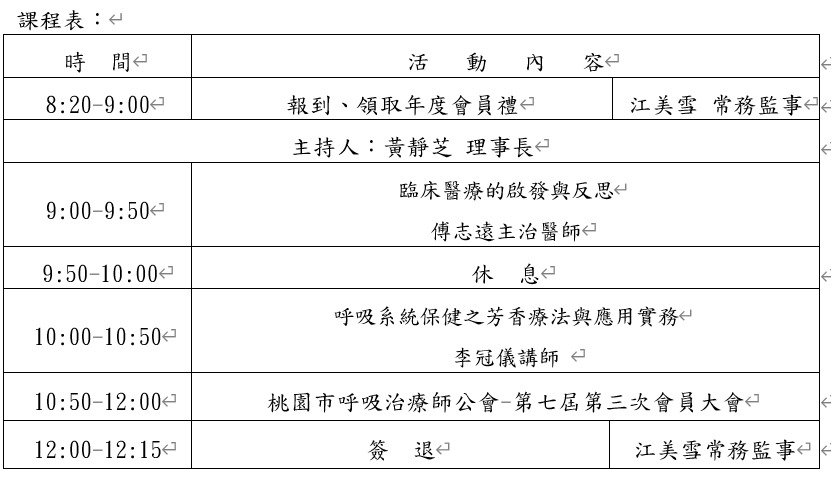 課程表：
時　間
活　動　內　容
8:20-9:00
報到、領取年度會員禮
江美雪 常務監事
主持人：黃靜芝 理事長
9:00-9:50
臨床醫療的啟發與反思
傅志遠主治醫師
9:50-10:00
休　息
10:00-10:50
呼吸系統保健之芳香療法與應用實務
李冠儀講師
10:50-12:00
桃園市呼吸治療師公會-第七屆第三次會員大會
12:00-12:15
簽　退
江美雪常務監事